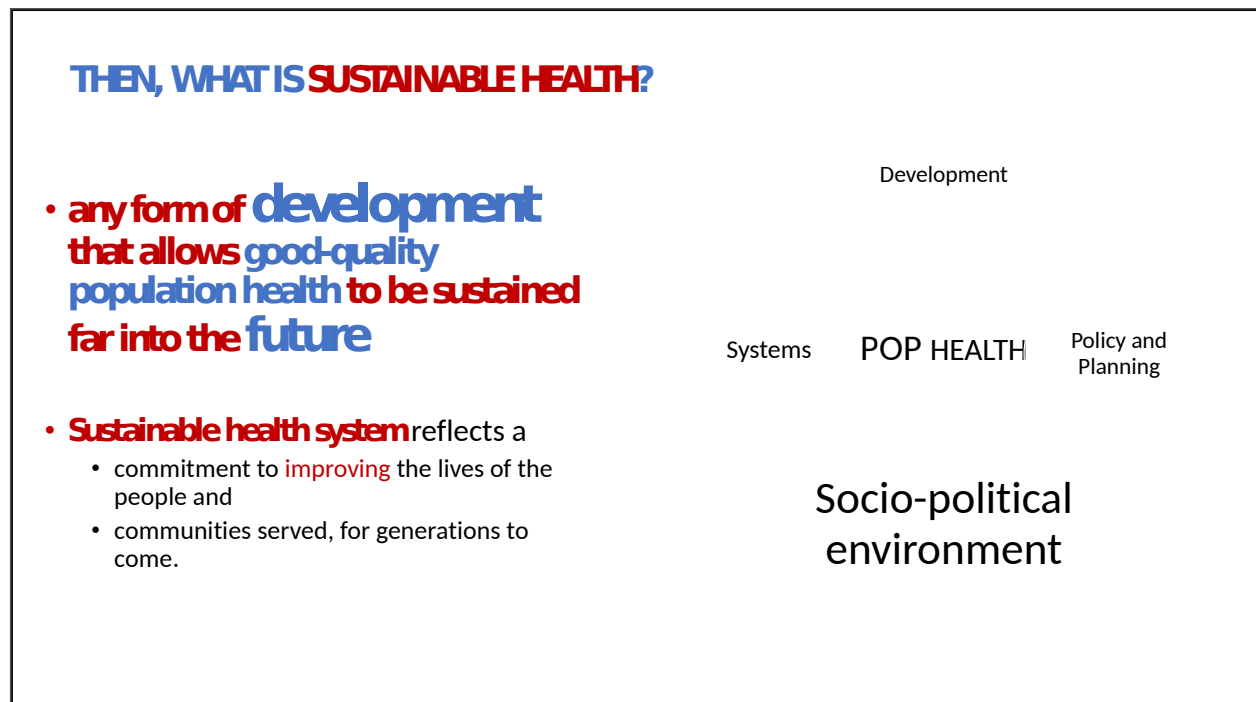 THEN, WHAT IS SUSTAINABLE HEALTH?
• any form of development
that allows good-quality
population health to be sustained
far into the future
• Sustainable health system reflects a
• commitment to improving the lives of the
people and
• communities served, for generations to
come.
Development
Systems
POP HEALTH
Policy and
Planning
Socio-political
environment